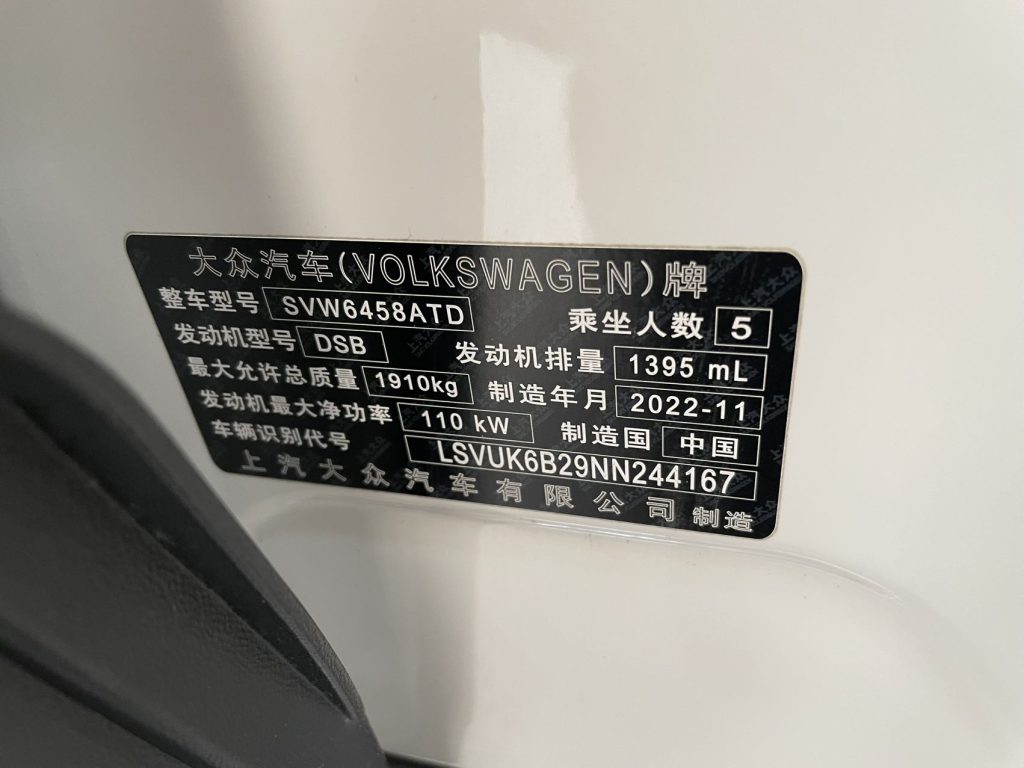 大众汽车(VOLKSWAGEN)牌
整车型号 SVW6458ATD 乘坐人数 5
发动机型号 DSB 发动机排量 1395 mL
最大允许总质量 1910kg 制造年月 2022-11
发动机最大净功率 110 kW 制造国 中国
车辆识别代号 LSVUK6B29NN244167
上汽大众汽车有限公司 制造